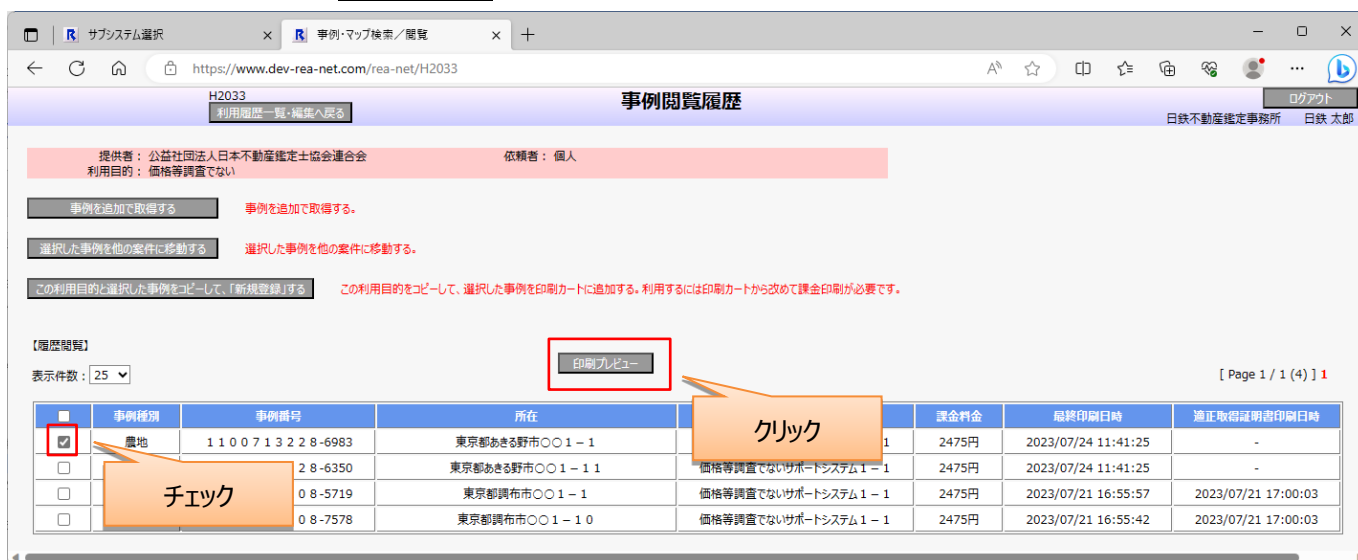 サブシステム選択
事例・マップ検索／閲覧
https://www.dev-rea-net.com/rea-net/H2033
H2033
利用履歴一覧・編集へ戻る
事例閲覧履歴
ログアウト
日鉄不動産鑑定事務所 日鉄 太郎
提供者： 公益社団法人日本不動産鑑定士協会連合会 依頼者： 個人
利用目的： 価格等調査でない
事例を追加で取得する 事例を追加で取得する。
選択した事例を他の案件に移動する 選択した事例を他の案件に移動する。
この利用目的と選択した事例をコピーして、「新規登録」する この利用目的をコピーして、選択した事例を印刷カートに追加する。利用するには印刷カートから改めて課金印刷が必要です。
【履歴閲覧】
印刷プレビュー
表示件数： 25
[ Page 1 / 1 (4) ] 1
事例種別 事例番号 所在 課金料金 最終印刷日時 適正取得証明書印刷日時
農地 1100713228-6983 東京都あきる野市○○１－１ 1 2475円 2023/07/24 11:41:25 -
28-6350 東京都あきる野市○○１－１１ 価格等調査でないサポートシステム１－１ 2475円 2023/07/24 11:41:25 -
08-5719 東京都調布市○○１－１ 価格等調査でないサポートシステム１－１ 2475円 2023/07/21 16:55:57 2023/07/21 17:00:03
08-7578 東京都調布市○○１－１０ 価格等調査でないサポートシステム１－１ 2475円 2023/07/21 16:55:42 2023/07/21 17:00:03
クリック
チェック